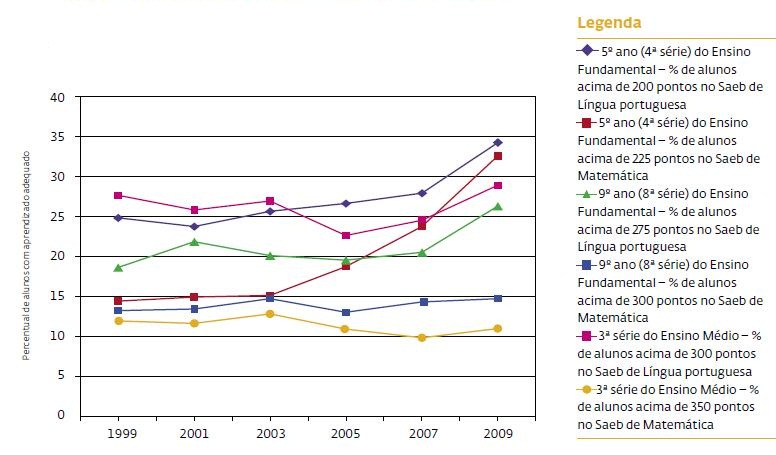 Legenda
5º ano (4ª série) do Ensino
Fundamental – % de alunos
acima de 200 pontos no Saeb de
Língua portuguesa
5º ano (4ª série) do Ensino
Fundamental – % de alunos
acima de 225 pontos no Saeb de
Matemática
9º ano (8ª série) do Ensino
Fundamental – % de alunos
acima de 275 pontos no Saeb de
Língua portuguesa
9º ano (8ª série) do Ensino
Fundamental – % de alunos
acima de 300 pontos no Saeb de
Matemática
3ª série do Ensino Médio – %
de alunos acima de 300 pontos
no Saeb de Língua portuguesa
3ª série do Ensino Médio – %
de alunos acima de 350 pontos
no Saeb de Matemática
Percentual de alunos com aprendizado adequado
40
35
30
25
20
15
10
5
0
1999 2001 2003 2005 2007 2009